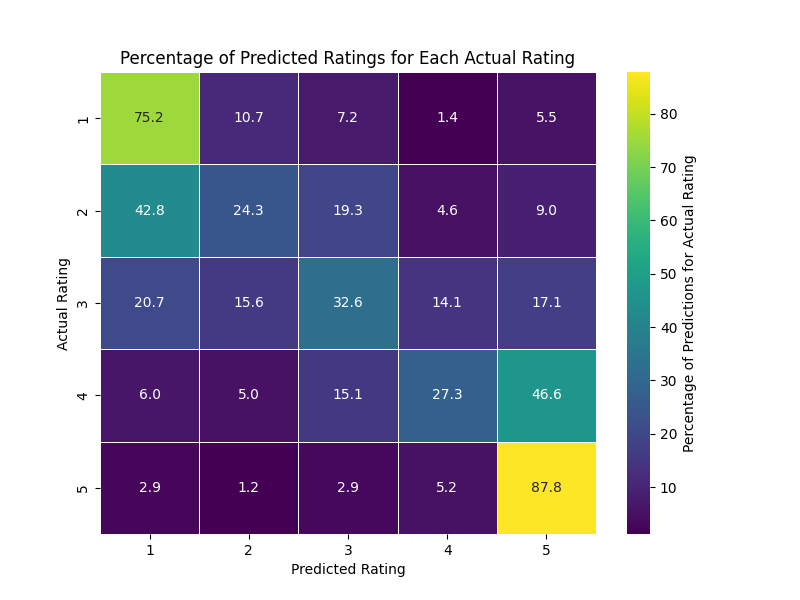 Percentage of Predicted Ratings for Each Actual Rating
1 75.2 10.7 7.2 1.4 5.5
2 42.8 24.3 19.3 4.6 9.0
3 20.7 15.6 32.6 14.1 17.1
4 6.0 5.0 15.1 27.3 46.6
5 2.9 1.2 2.9 5.2 87.8
1 2 3 4 5
Predicted Rating
Actual Rating
80
70
60
50
40
30
20
10
Percentage of Predictions for Actual Rating